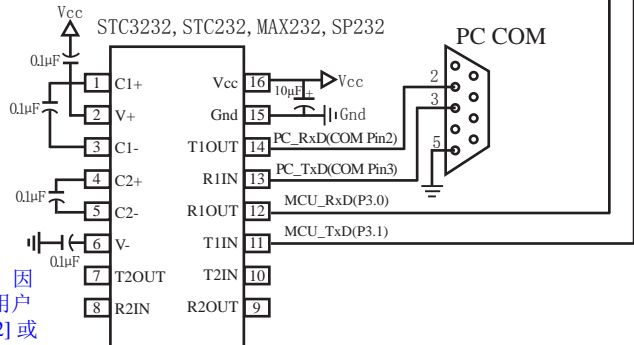 Vcc
STC3232, STC232, MAX232, SP232
PC COM
0.1µF
1 C1+ Vcc 16 Vcc
0.1µF 10µF +
2 V+ Gnd 15 Gnd
3 C1- T1OUT 14 PC_RxD(COM Pin2)
4 C2+ R1IN 13 PC_TxD(COM Pin3)
0.1µF
5 C2- R1OUT 12 MCU_RxD(P3.0)
6 V- T1IN 11 MCU_TxD(P3.1)
0.1µF
7 T2OUT T2IN 10
8 R2IN R2OUT 9
2
3
5
因
用户
2] 或